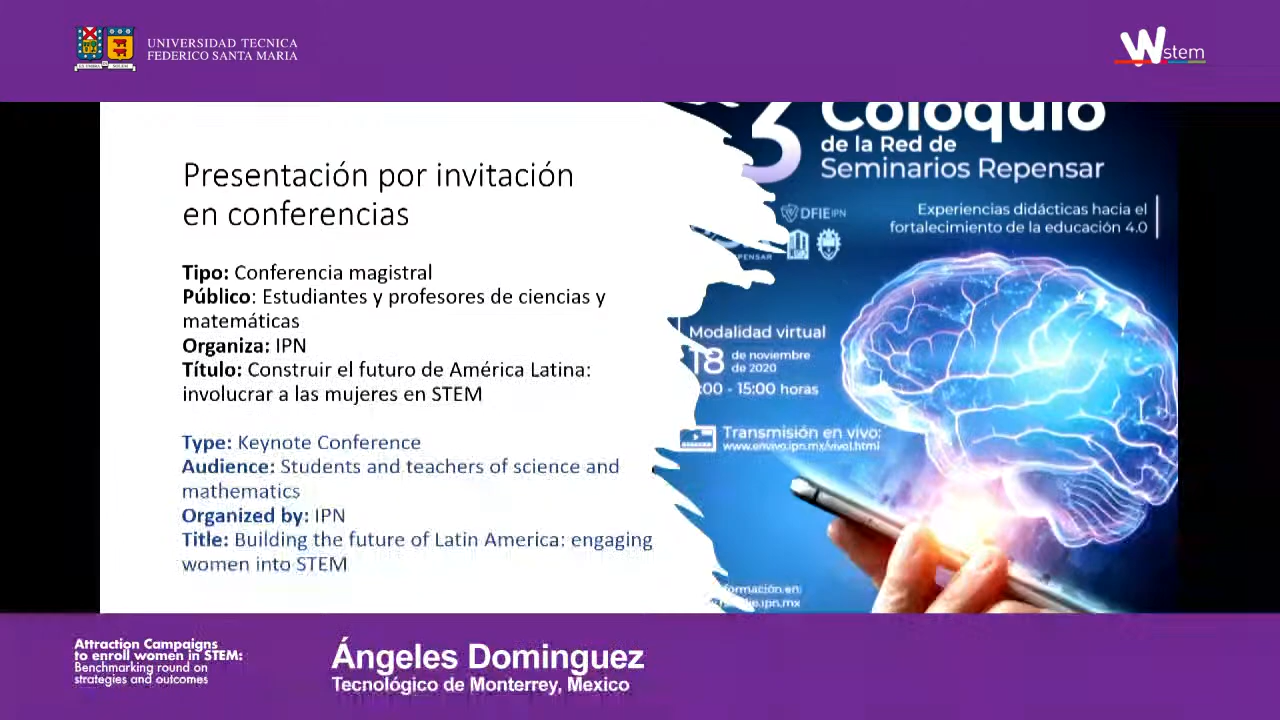 UNIVERSIDAD TECNICA
FEDERICO SANTA MARIA
Wstem
Presentación por invitación
en conferencias
Tipo: Conferencia magistral
Público: Estudiantes y profesores de ciencias y
matemáticas
Organiza: IPN
Título: Construir el futuro de América Latina:
involucrar a las mujeres en STEM
Type: Keynote Conference
Audience: Students and teachers of science and
mathematics
Organized by: IPN
Title: Building the future of Latin America: engaging
women into STEM
3
Coloquio
de la Red de
Seminarios Repensar
DFIE IPN
Experiencias didácticas hacia el
fortalecimiento de la educación 4.0
Modalidad virtual
18 de noviembre
de 2020
:00 - 15:00 horas
Transmisión en vivo:
www.envivo.ipn.mx/vivo1.html
Attraction Campaigns
to enroll women in STEM:
Benchmarking round on
strategies and outcomes
Ángeles Dominguez
Tecnológico de Monterrey, Mexico